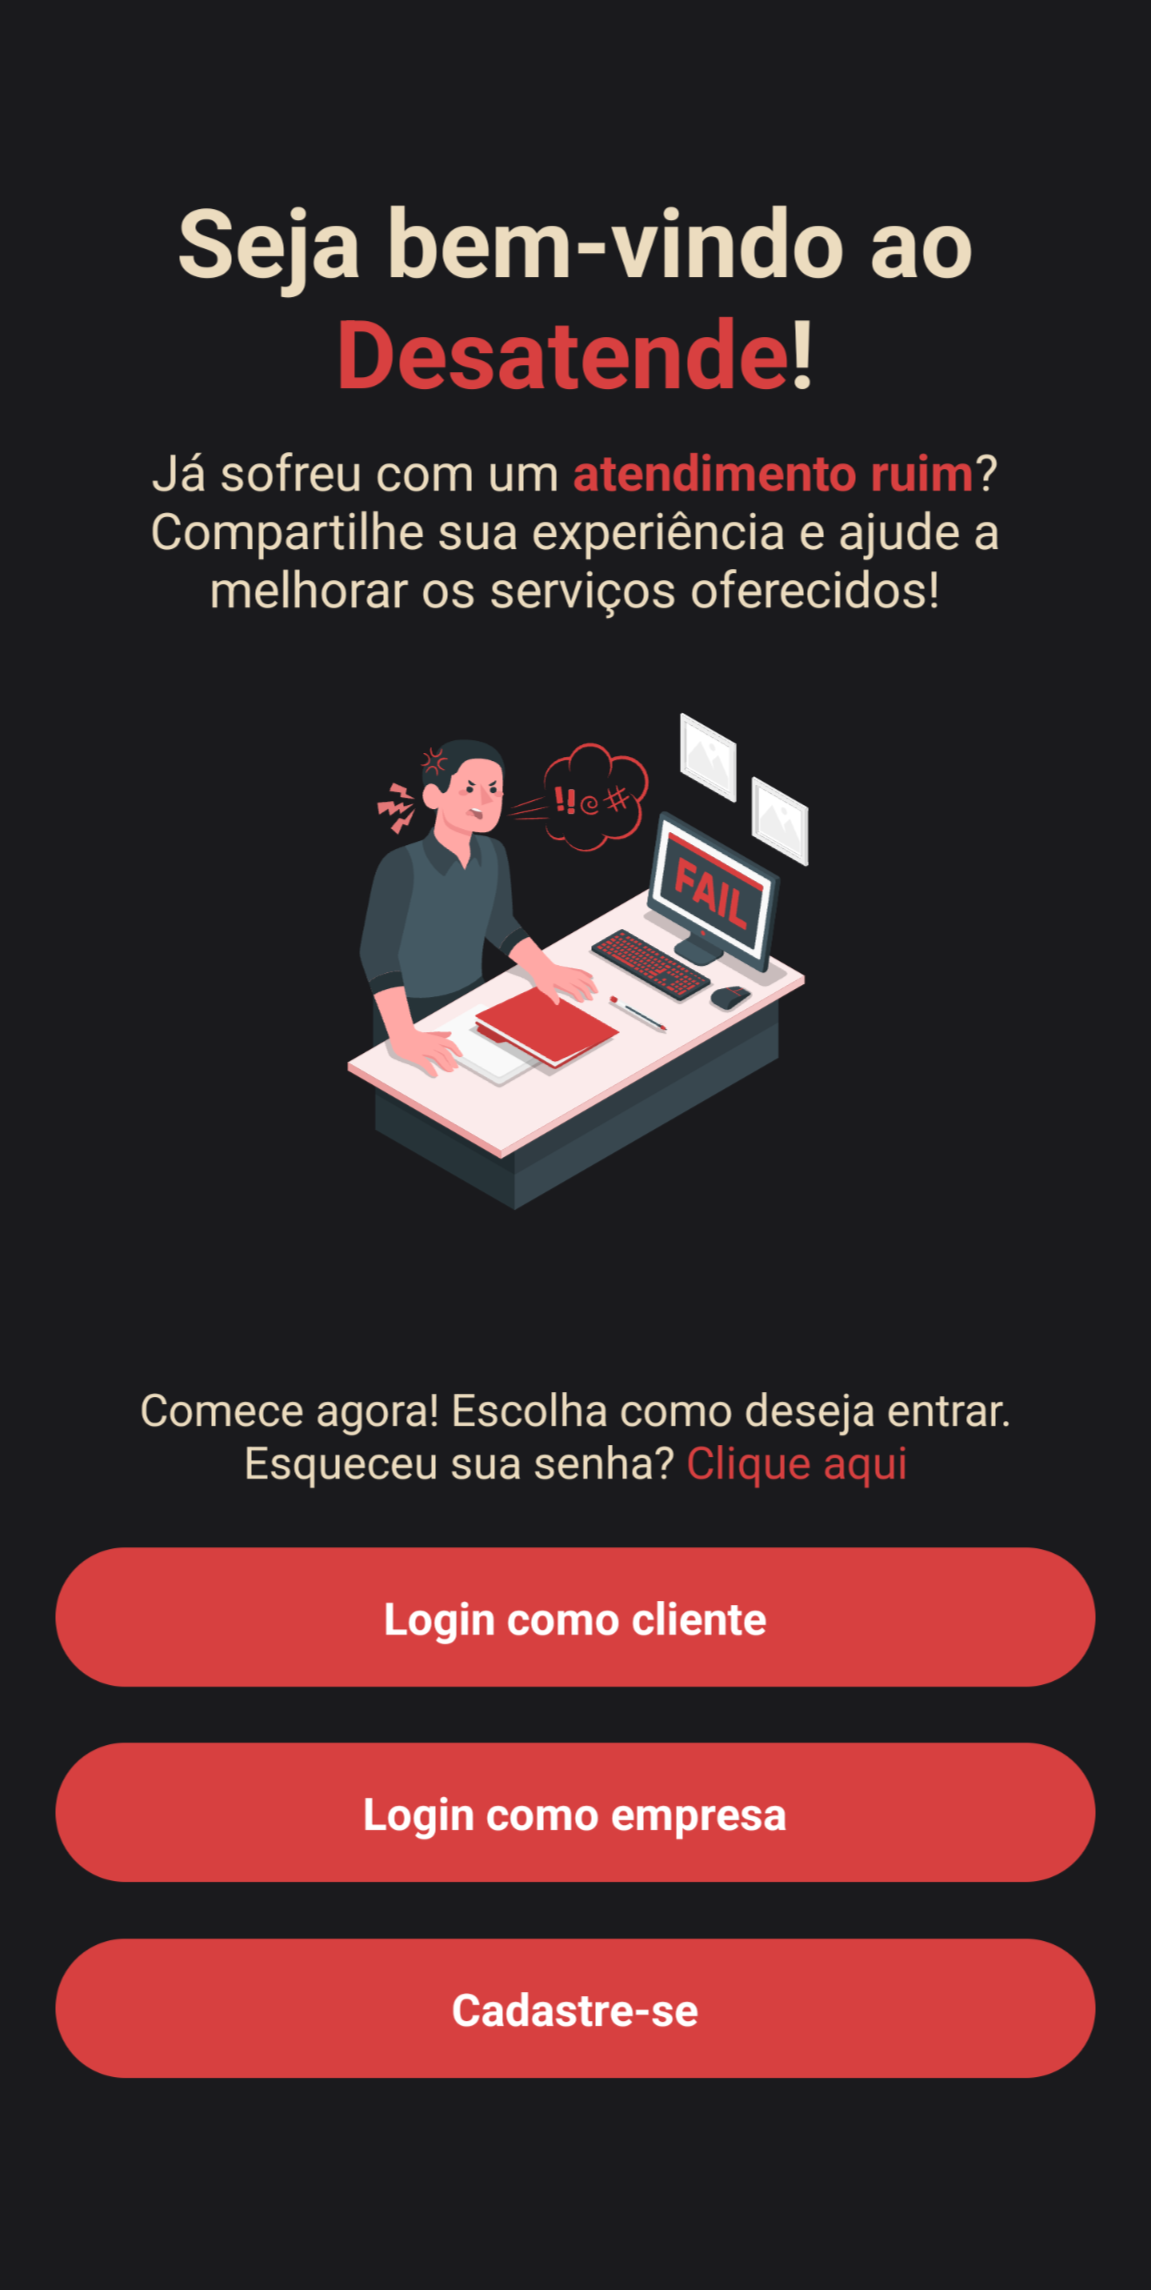 Seja bem-vindo ao
Desatende!
Já sofreu com um atendimento ruim?
Compartilhe sua experiência e ajude a
melhorar os serviços oferecidos!
!!@#
FAIL
Comece agora! Escolha como deseja entrar.
Esqueceu sua senha? Clique aqui
Login como cliente
Login como empresa
Cadastre-se